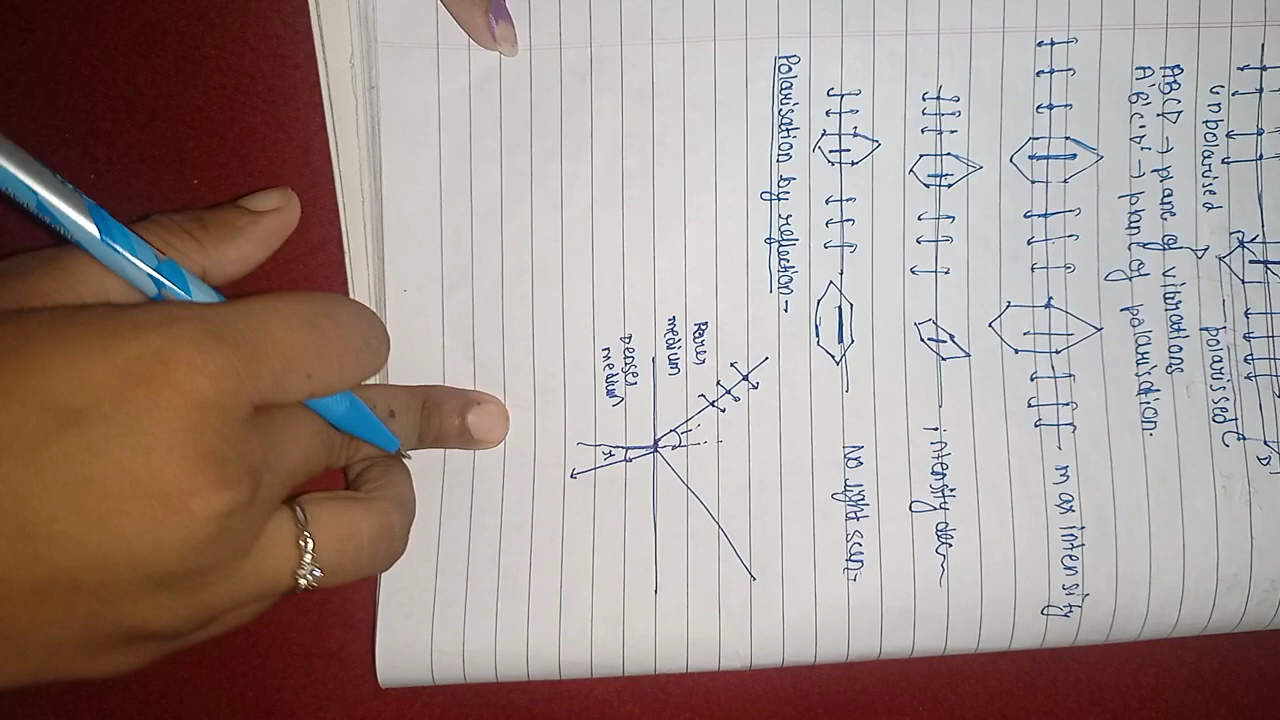 unpolarised polarissed C D'
ABCD → plane of vibrations
A'B'C'D' → plane of polarisation.
- max intensity
intensity dec
No light seen
Polarisation by reflection-
Rarer
medium
Denser
medium
i
r